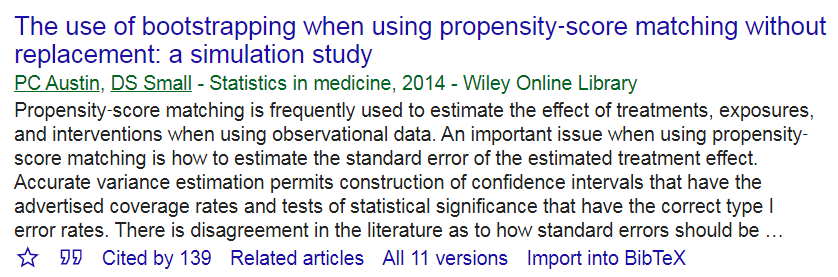 The use of bootstrapping when using propensity-score matching without
replacement: a simulation study
PC Austin, DS Small - Statistics in medicine, 2014 - Wiley Online Library
Propensity-score matching is frequently used to estimate the effect of treatments, exposures,
and interventions when using observational data. An important issue when using propensity-
score matching is how to estimate the standard error of the estimated treatment effect.
Accurate variance estimation permits construction of confidence intervals that have the
advertised coverage rates and tests of statistical significance that have the correct type I
error rates. There is disagreement in the literature as to how standard errors should be …
Cited by 139 Related articles All 11 versions Import into BibTeX